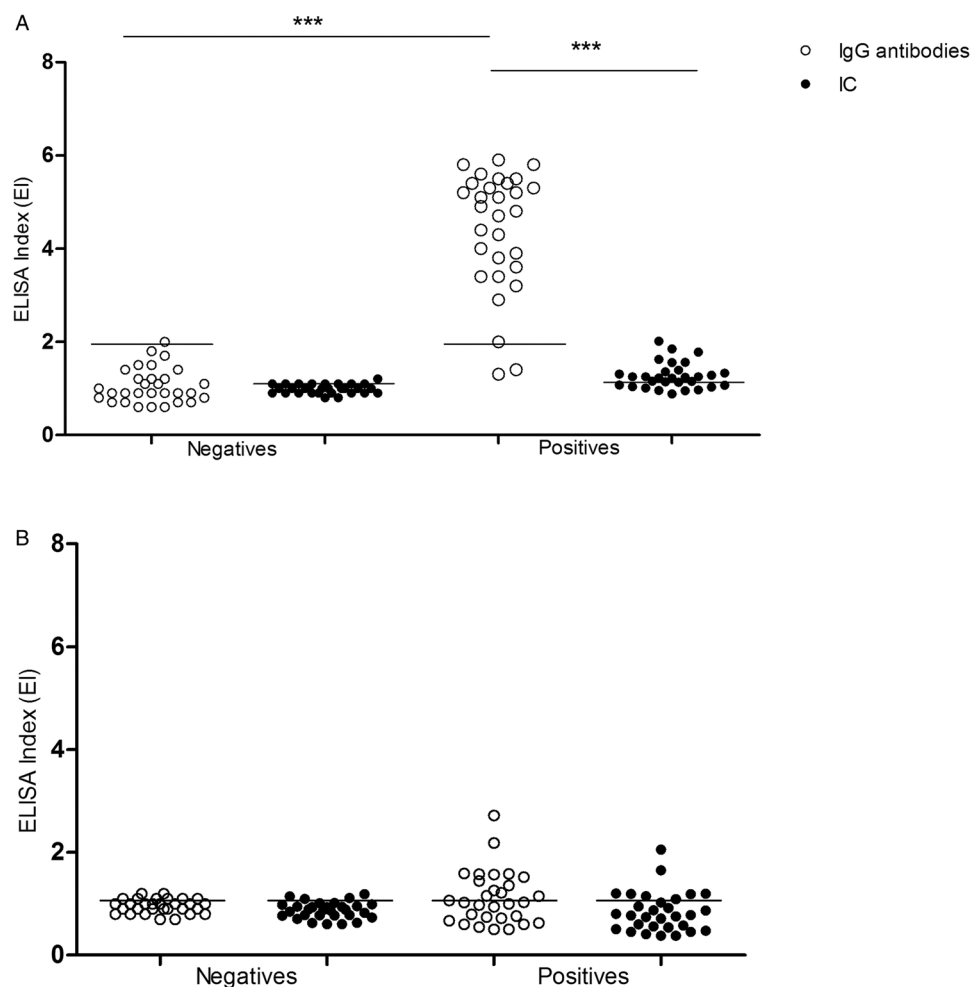 A
***
***
IgG antibodies
IC
8
6
4
2
0
ELISA Index (EI)
Negatives
Positives
B
8
6
4
2
0
ELISA Index (EI)
Negatives
Positives